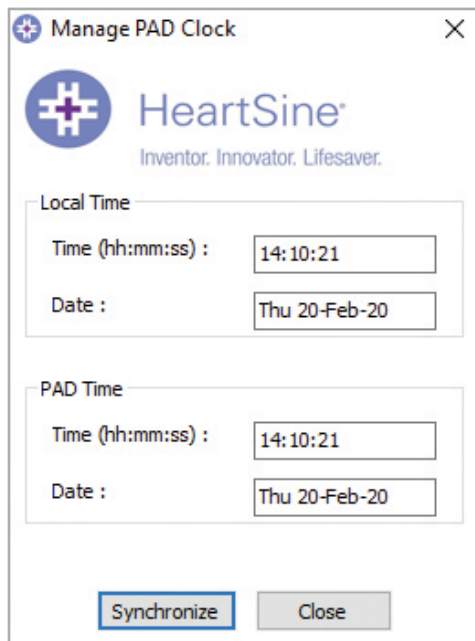 Manage PAD Clock
HeartSine®
Inventor. Innovator. Lifesaver.
Local Time
Time (hh:mm:ss) : 14:10:21
Date : Thu 20-Feb-20
PAD Time
Time (hh:mm:ss) : 14:10:21
Date : Thu 20-Feb-20
Synchronize Close